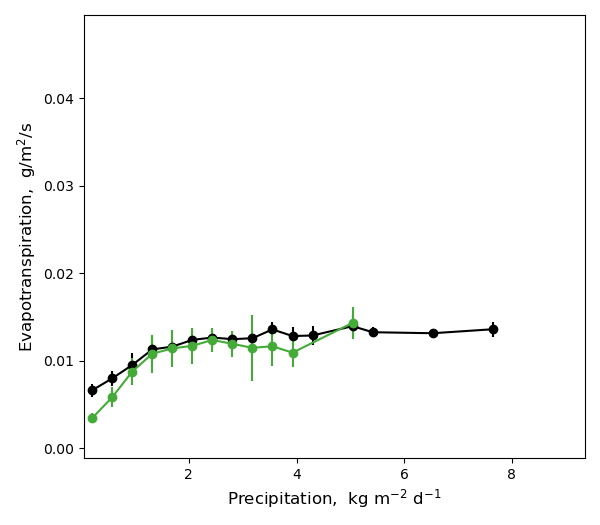 0.04
0.03
0.02
0.01
0.00
Evapotranspiration, g/m²/s
2 4 6 8
Precipitation, kg m⁻² d⁻¹